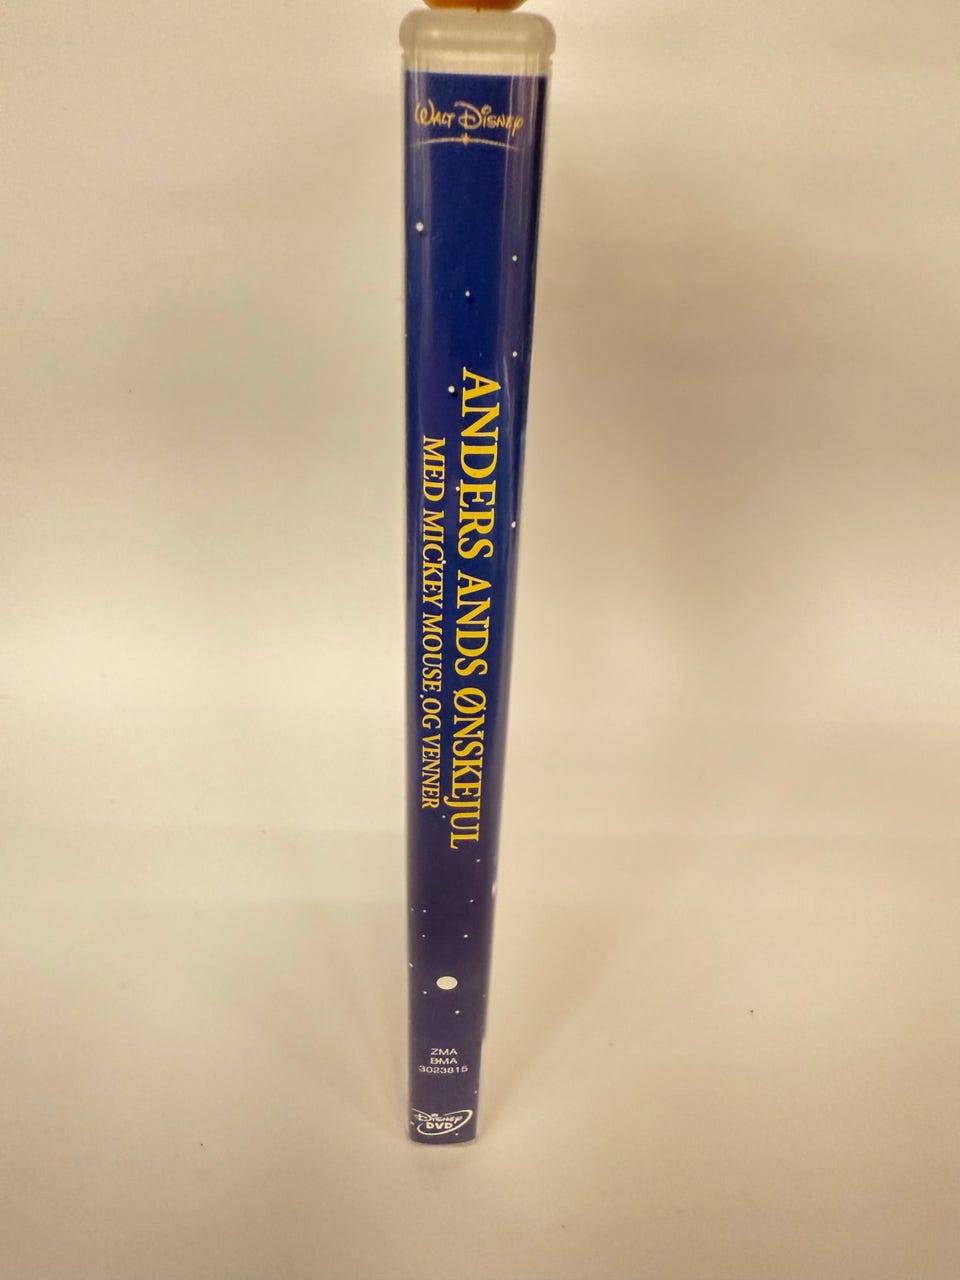 WALT DISNEY
ANDERS ANDS ØNSKEJUL
MED MICKEY MOUSE OG VENNER
ZMA
BMA
3023815
DISNEY
DVD